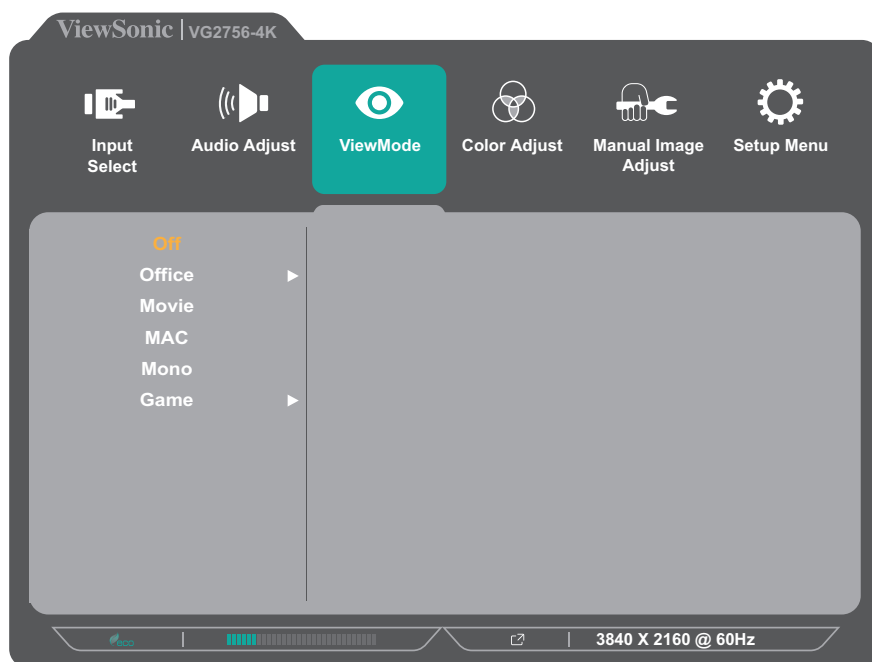 ViewSonic | VG2756-4K
Input Select
Audio Adjust
ViewMode
Color Adjust
Manual Image Adjust
Setup Menu
Off
Office
Movie
MAC
Mono
Game
eco
3840 X 2160 @ 60Hz